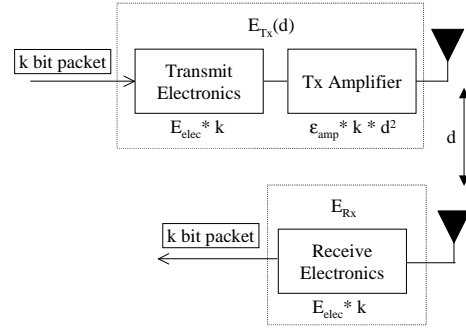 E_Tx(d)
k bit packet
Transmit
Electronics
Tx Amplifier
E_elec* k
ε_amp* k * d²
d
E_Rx
k bit packet
Receive
Electronics
E_elec* k